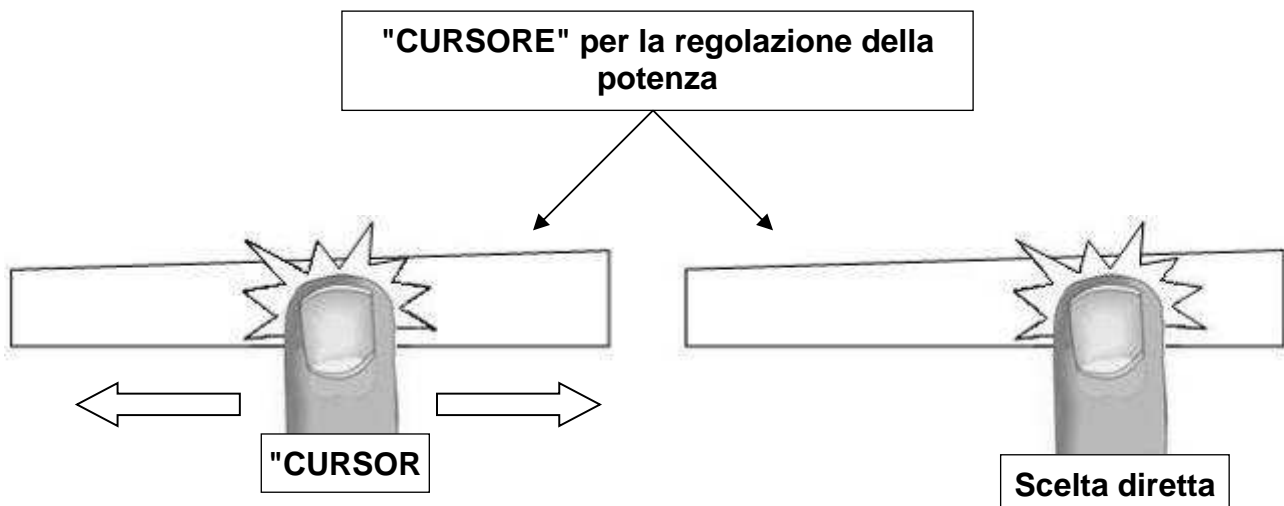 "CURSORE" per la regolazione della
potenza
"CURSOR
Scelta diretta